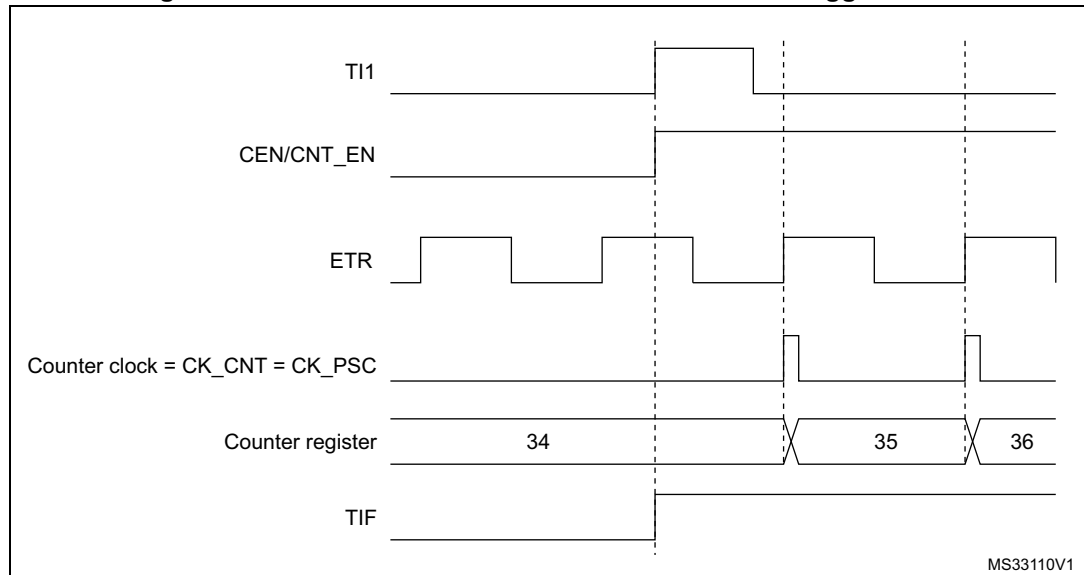 TI1
CEN/CNT_EN
ETR
Counter clock = CK_CNT = CK_PSC
Counter register
34
35
36
TIF
MS33110V1